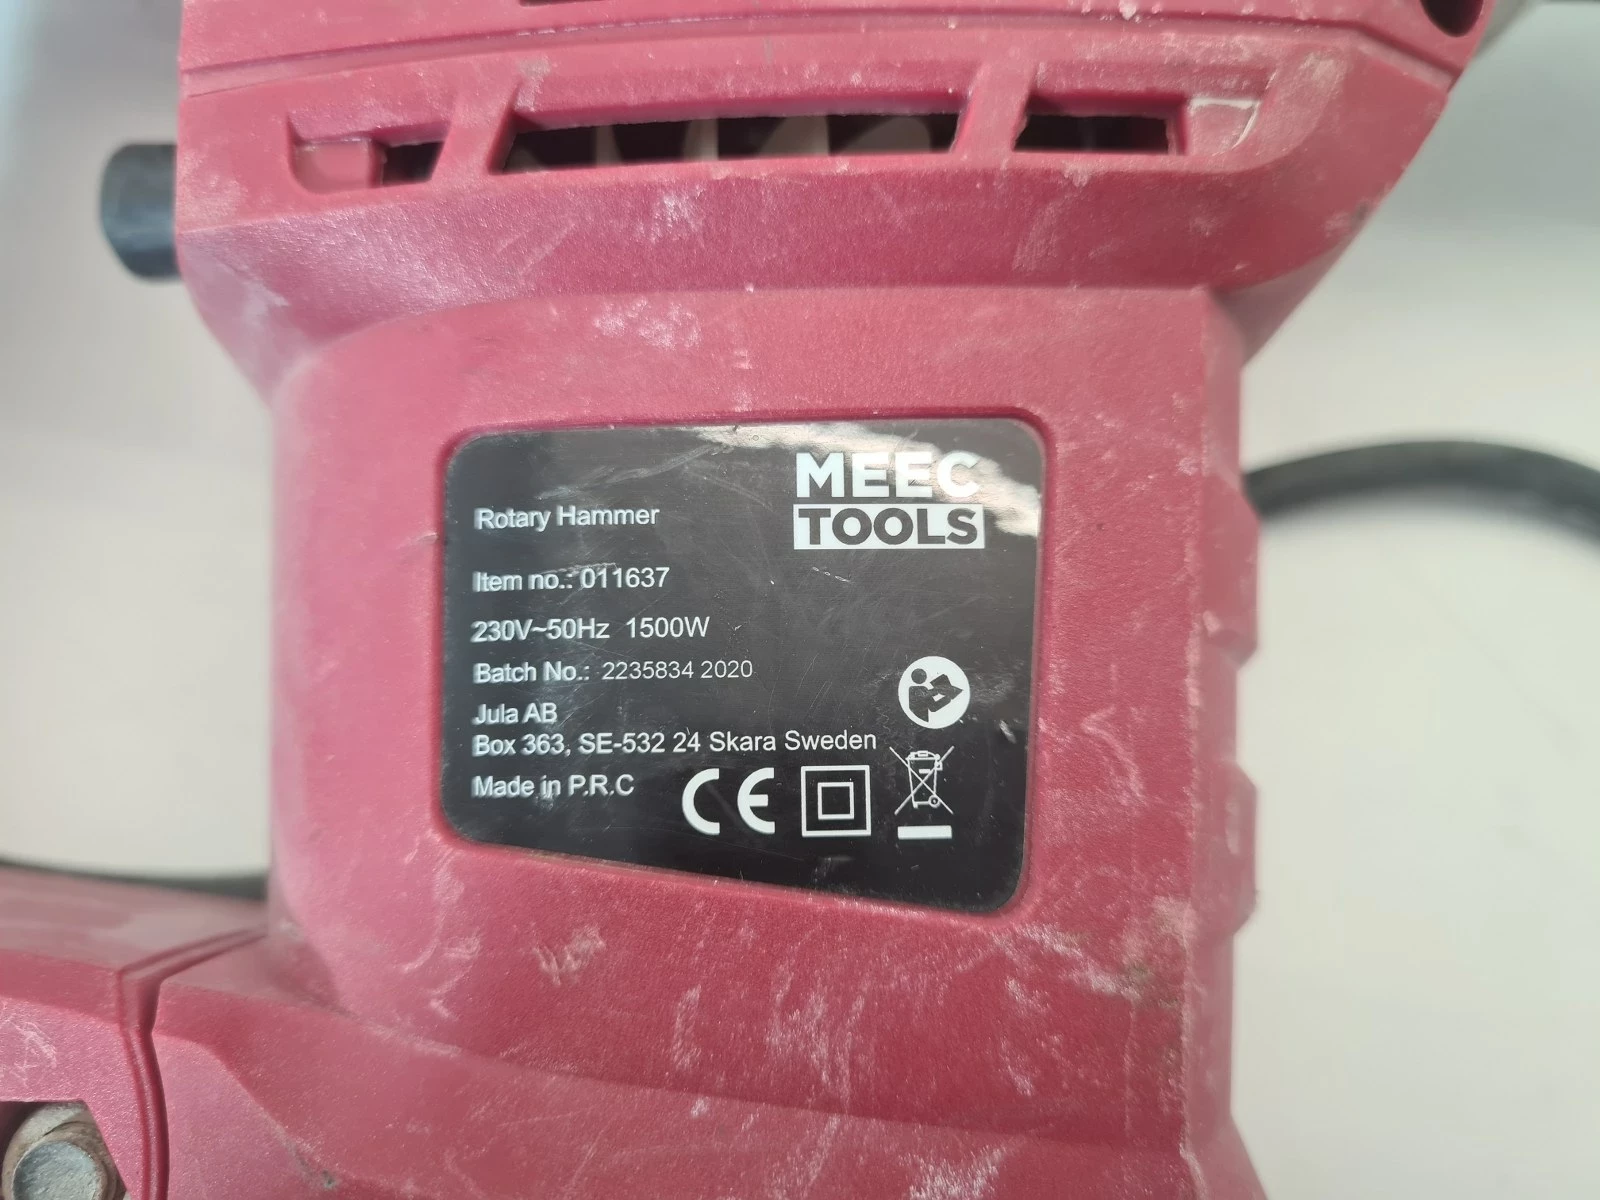 MEEC
TOOLS
Rotary Hammer
Item no.: 011637
230V~50Hz 1500W
Batch No.: 2235834 2020
Jula AB
Box 363, SE-532 24 Skara Sweden
Made in P.R.C
CE